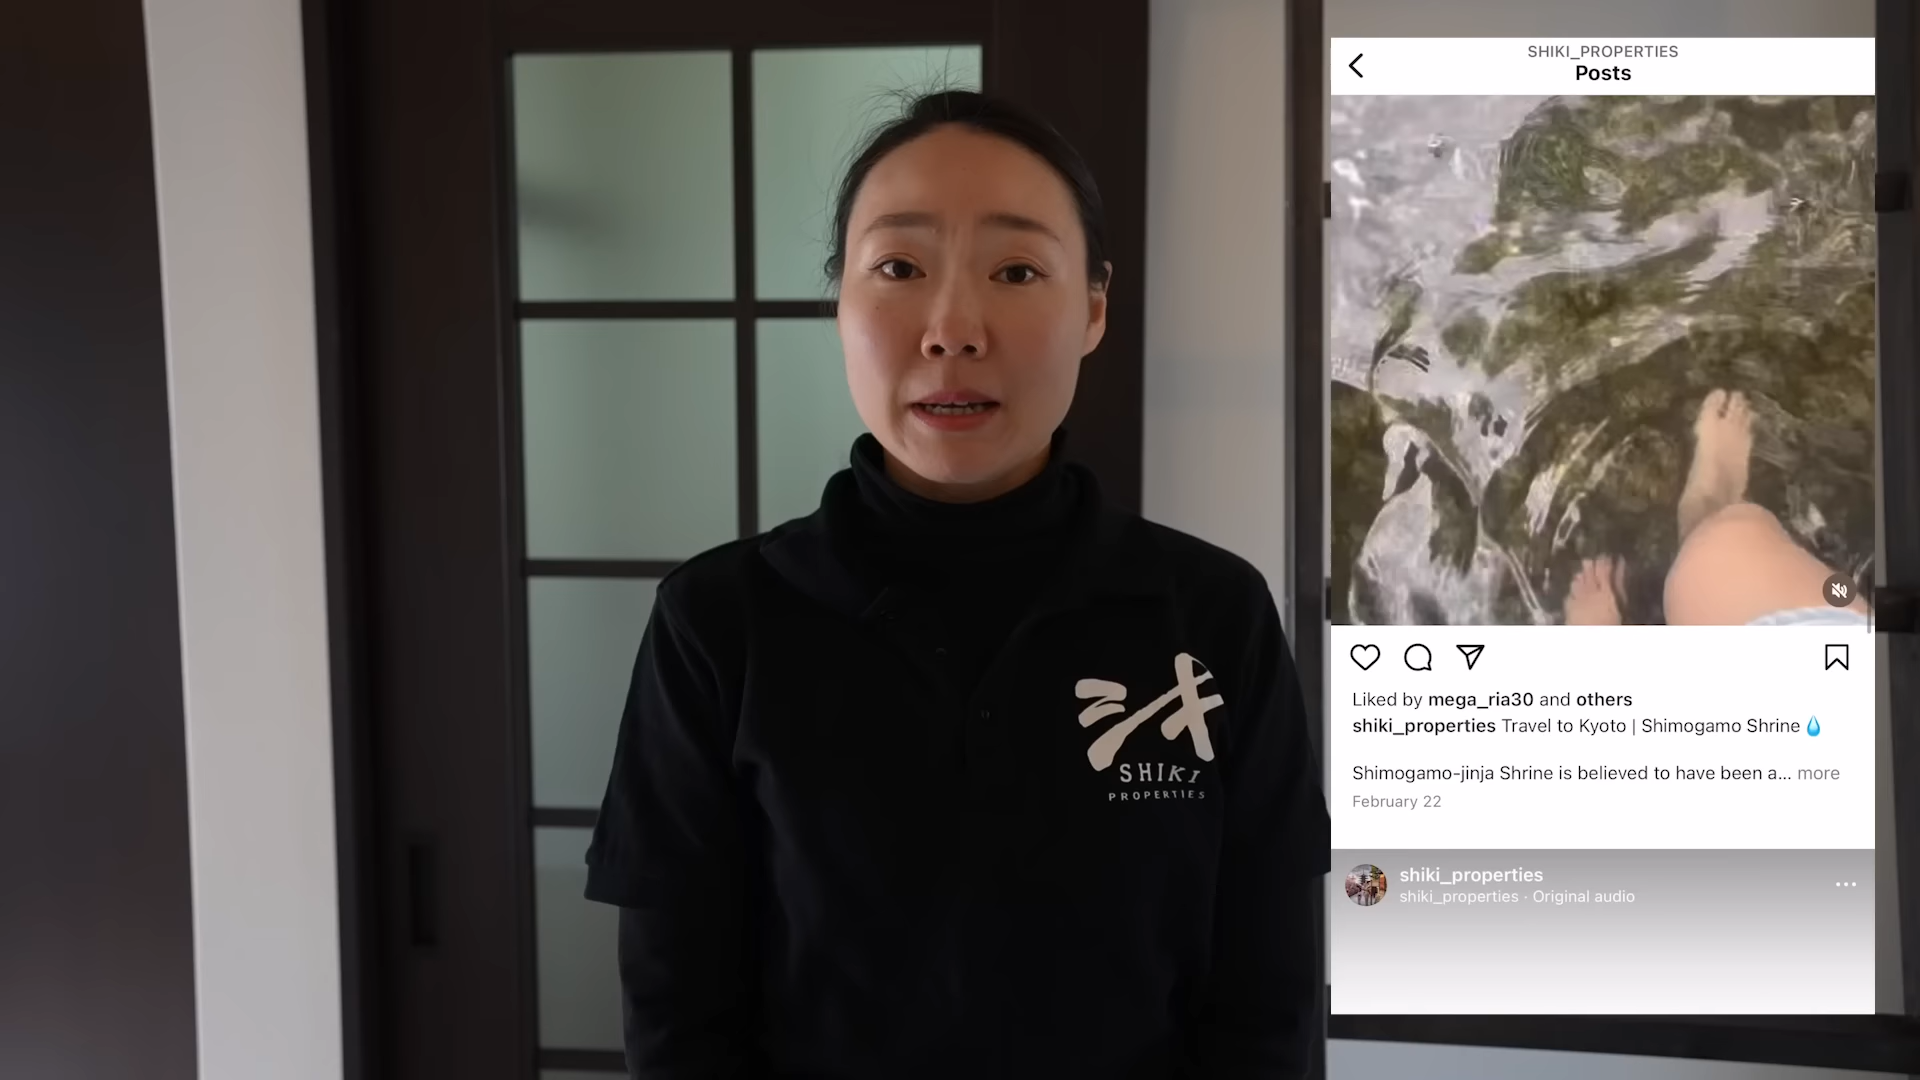 シキ
SHIKI
PROPERTIES
SHIKI_PROPERTIES
Posts
Liked by mega_ria30 and others
shiki_properties Travel to Kyoto | Shimogamo Shrine💧
Shimogamo-jinja Shrine is believed to have been a... more
February 22
shiki_properties
shiki_properties · Original audio